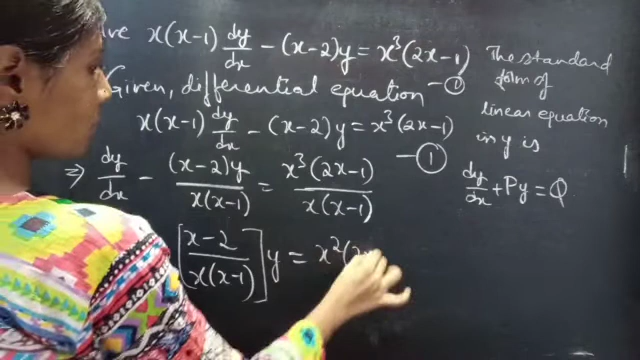 x(x-1) dy/dx - (x-2)y = x³(2x-1)
Given, differential equation - ①
x(x-1) dy/dx - (x-2)y = x³(2x-1) - ①
⇒ dy/dx - (x-2)y/x(x-1) = x³(2x-1)/x(x-1)
[x-2/x(x-1)]y = x²(2x
The standard
form of
linear equation
in y is
dy/dx + Py = Q